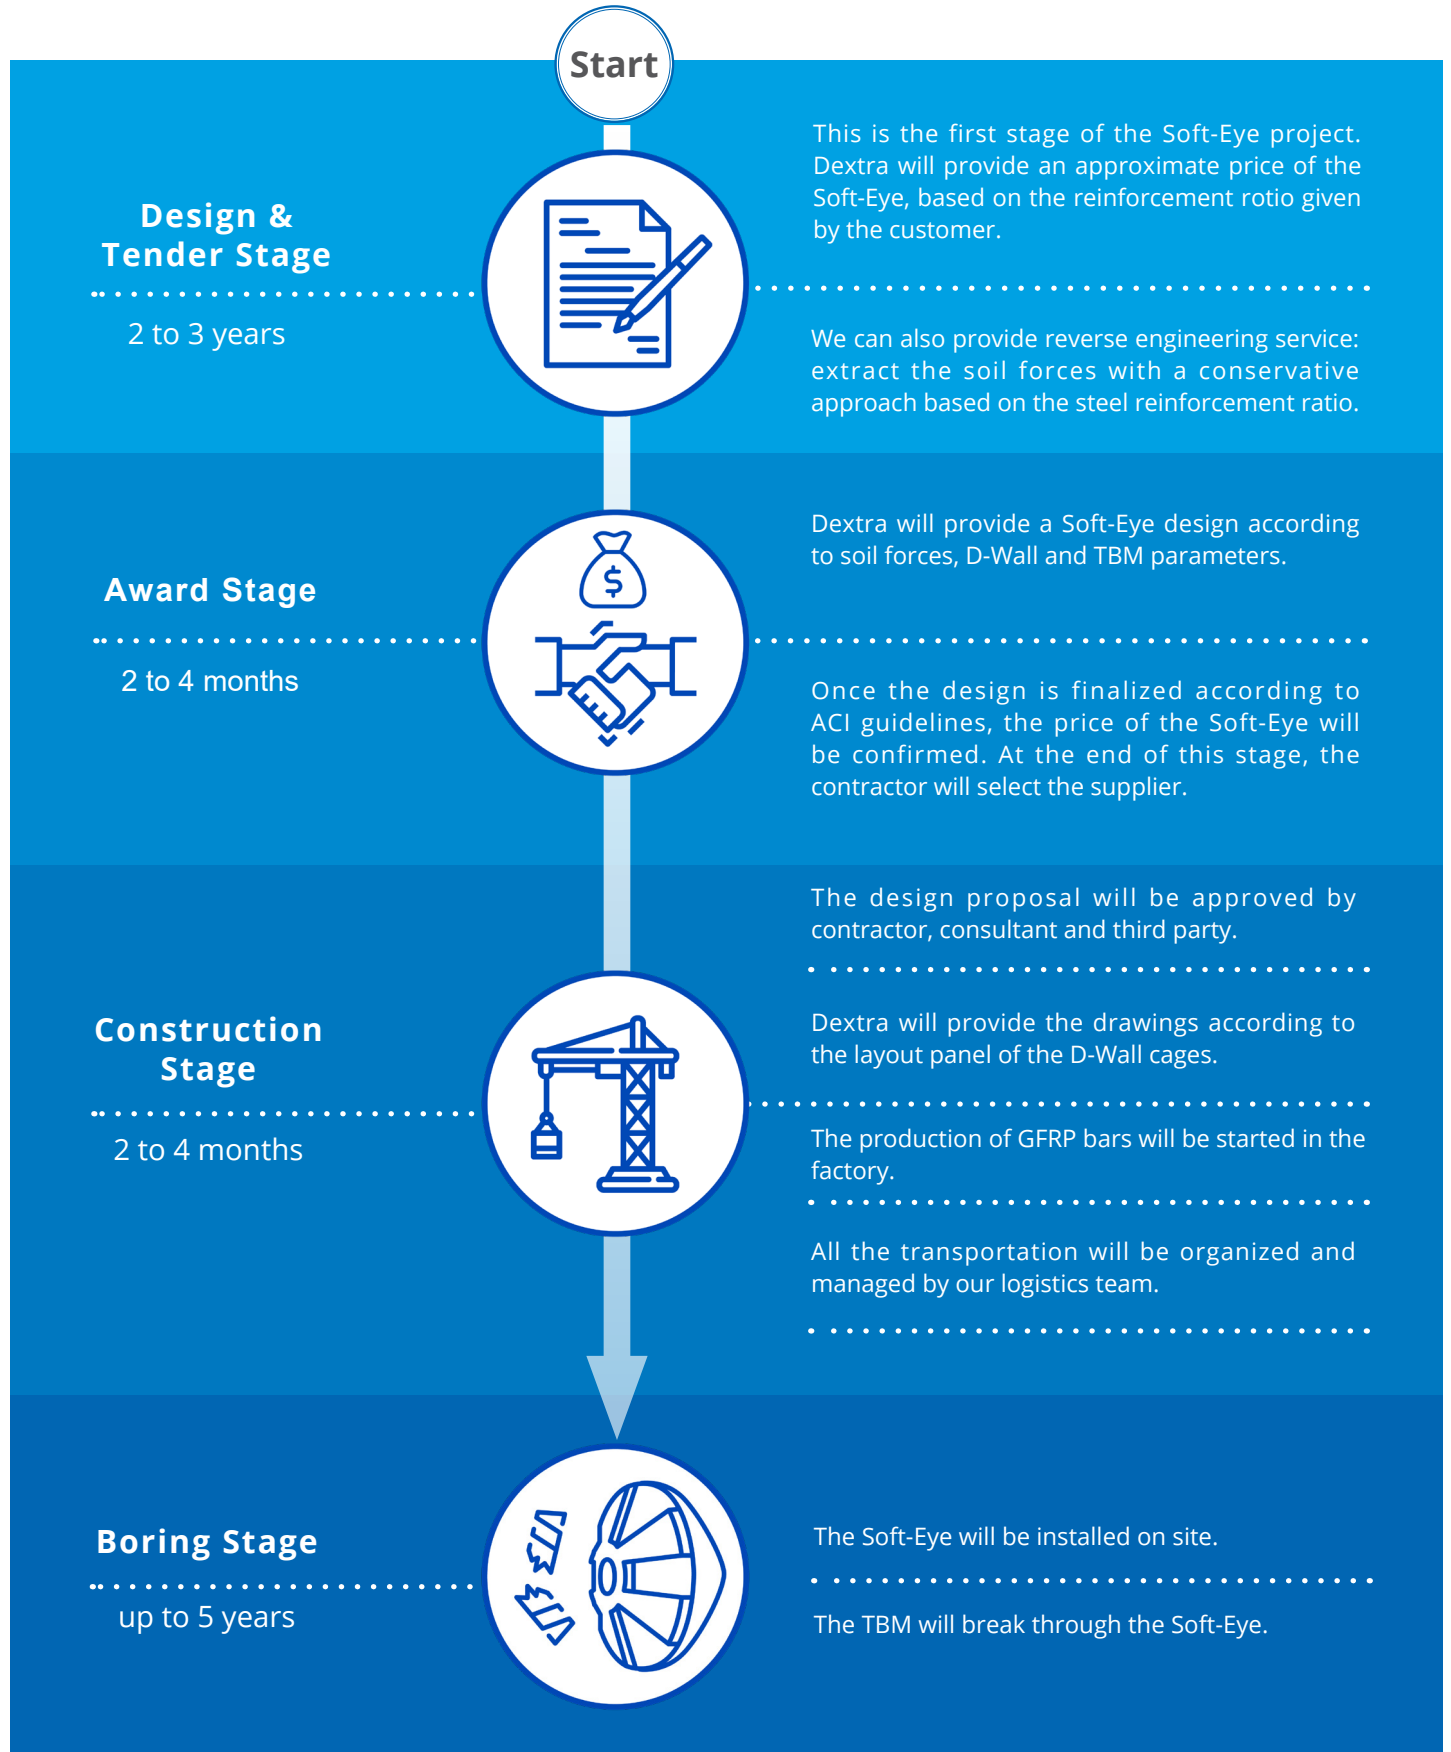 Start
Design &
Tender Stage
2 to 3 years
This is the first stage of the Soft-Eye project.
Dextra will provide an approximate price of the
Soft-Eye, based on the reinforcement rotio given
by the customer.
We can also provide reverse engineering service:
extract the soil forces with a conservative
approach based on the steel reinforcement ratio.
Award Stage
2 to 4 months
$
Dextra will provide a Soft-Eye design according
to soil forces, D-Wall and TBM parameters.
Once the design is finalized according to
ACI guidelines, the price of the Soft-Eye will
be confirmed. At the end of this stage, the
contractor will select the supplier.
Construction
Stage
2 to 4 months
The design proposal will be approved by
contractor, consultant and third party.
Dextra will provide the drawings according to
the layout panel of the D-Wall cages.
The production of GFRP bars will be started in the
factory.
All the transportation will be organized and
managed by our logistics team.
Boring Stage
up to 5 years
The Soft-Eye will be installed on site.
The TBM will break through the Soft-Eye.